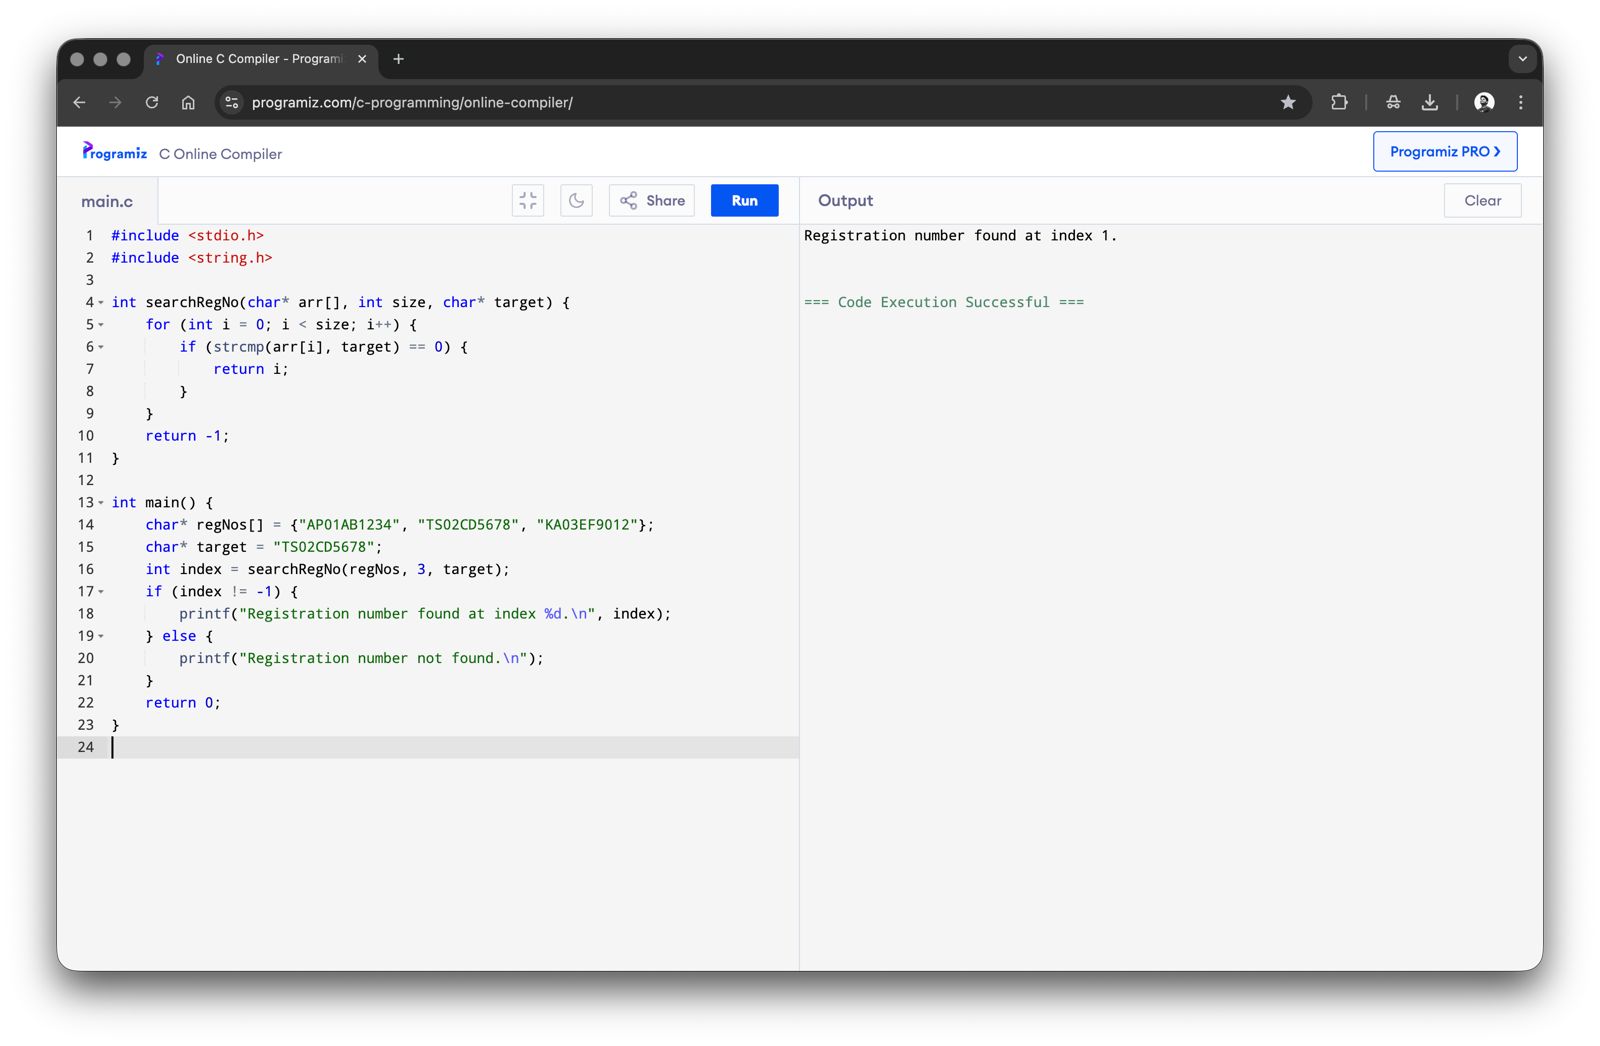 Online C Compiler - Programi
programiz.com/c-programming/online-compiler/
Programiz C Online Compiler
Programiz PRO ❯
main.c
Share
Run
Output
Clear
1 #include <stdio.h>
2 #include <string.h>
3
4 int searchRegNo(char* arr[], int size, char* target) {
5     for (int i = 0; i < size; i++) {
6         if (strcmp(arr[i], target) == 0) {
7             return i;
8         }
9     }
10     return -1;
11 }
12
13 int main() {
14     char* regNos[] = {"AP01AB1234", "TS02CD5678", "KA03EF9012"};
15     char* target = "TS02CD5678";
16     int index = searchRegNo(regNos, 3, target);
17     if (index != -1) {
18         printf("Registration number found at index %d.\n", index);
19     } else {
20         printf("Registration number not found.\n");
21     }
22     return 0;
23 }
24
Registration number found at index 1.
=== Code Execution Successful ===